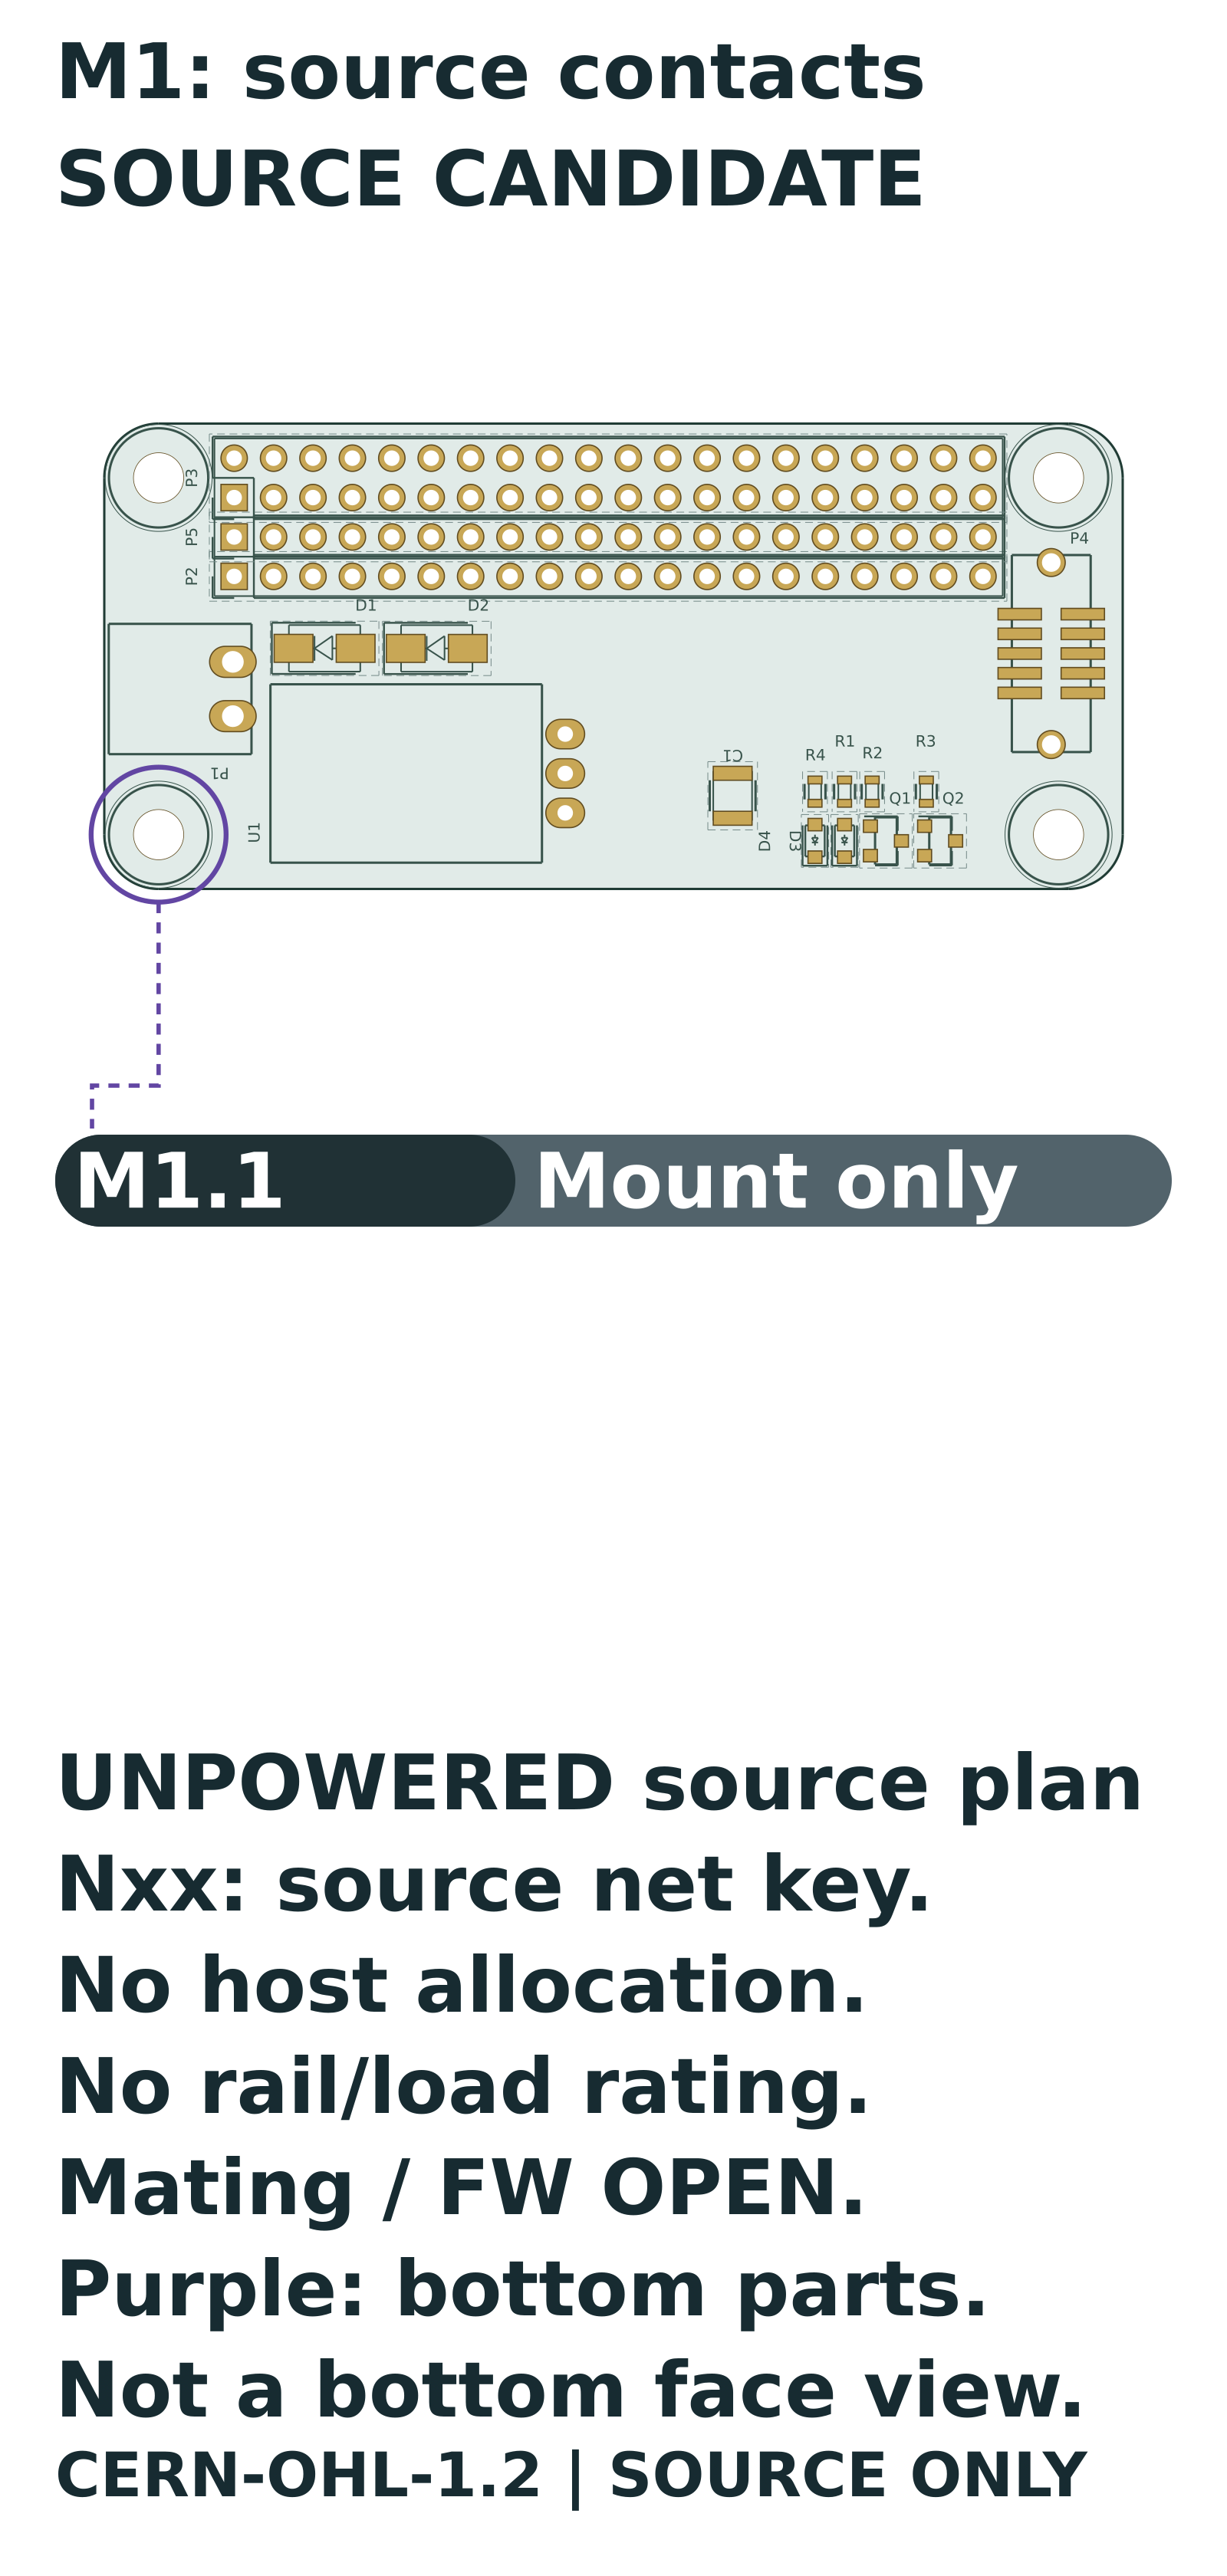 M1: source contacts
SOURCE CANDIDATE
P3
P5
P2
P4
D1 D2
P1
U1
C1
R4 R1 R2 R3
Q1 Q2
D4 D3
M1.1 Mount only
UNPOWERED source plan
Nxx: source net key.
No host allocation.
No rail/load rating.
Mating / FW OPEN.
Purple: bottom parts.
Not a bottom face view.
CERN-OHL-1.2 | SOURCE ONLY